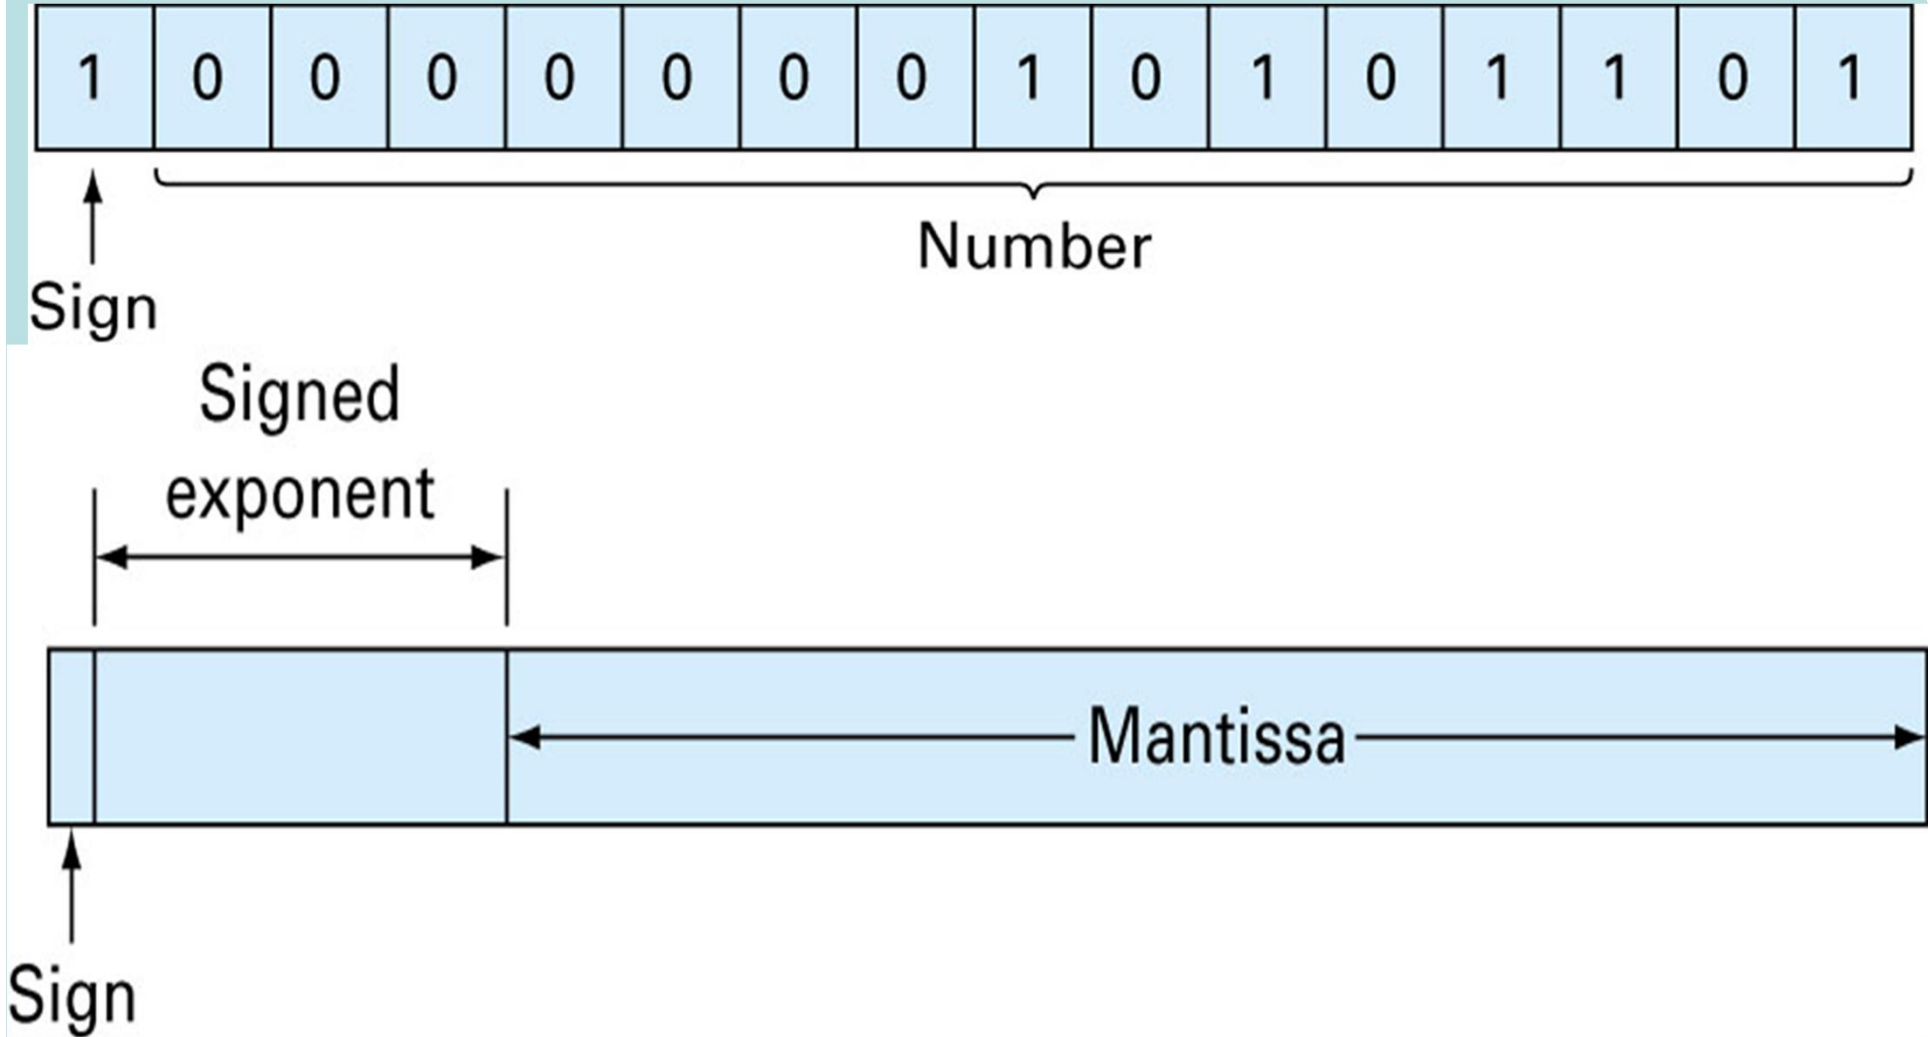 1 0 0 0 0 0 0 0 1 0 1 0 1 1 0 1
Number
Sign
Signed
exponent
Mantissa
Sign